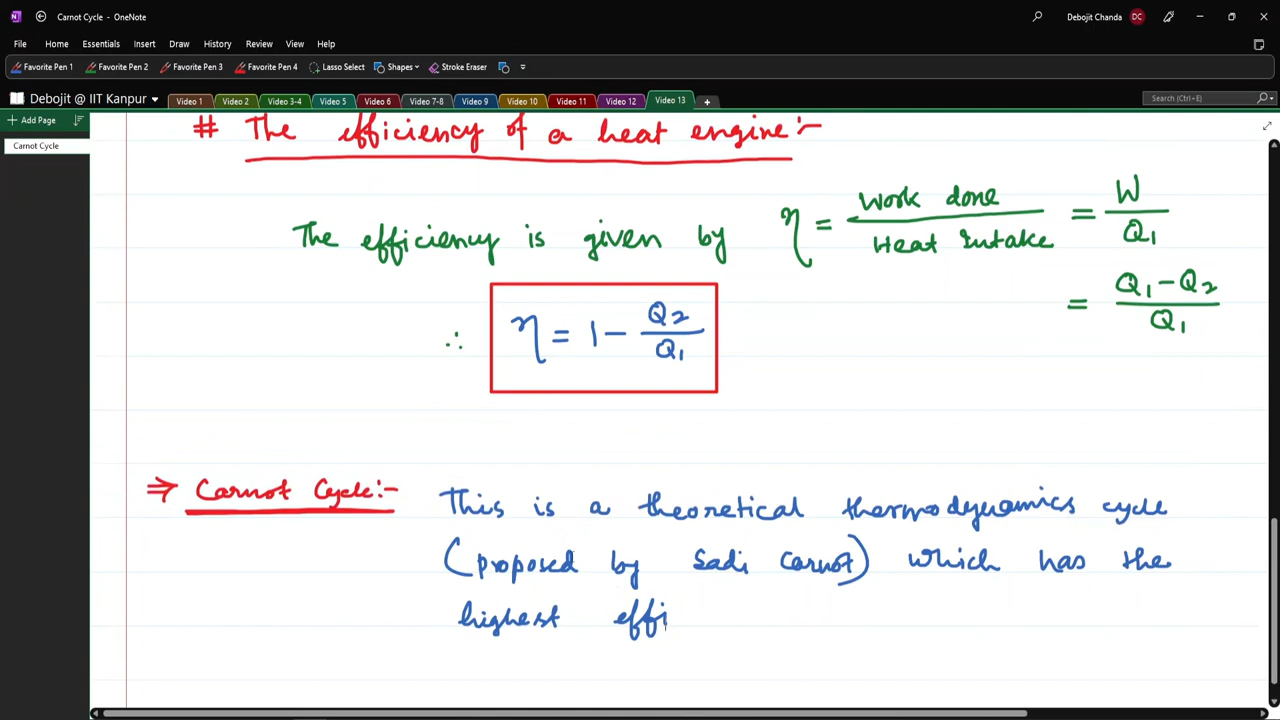 Carnot Cycle - OneNote
Debojit Chanda DC
File Home Essentials Insert Draw History Review View Help
Favorite Pen 1 Favorite Pen 2 Favorite Pen 3 Favorite Pen 4 Lasso Select Shapes Stroke Eraser
Debojit @ IIT Kanpur Video 1 Video 2 Video 3-4 Video 5 Video 6 Video 7-8 Video 9 Video 10 Video 11 Video 12 Video 13 + Search (Ctrl+E)
+ Add Page
Carnot Cycle
# The efficiency of a heat engine:-
The efficiency is given by η = Work done / Heat Intake = W / Q₁
= Q₁ - Q₂ / Q₁
∴ η = 1 - Q₂ / Q₁
⇒ Carnot Cycle:- This is a theoretical thermodynamics cycle
(proposed by Sadi Carnot) which has the
highest effi